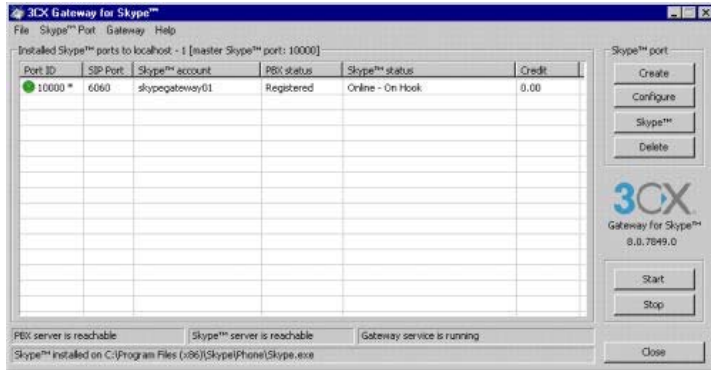 3CX Gateway for Skype™
File Skype™ Port Gateway Help
Installed Skype™ ports to localhost - 1 [master Skype™ port: 10000]
Port ID SIP Port Skype™ account PBX status Skype™ status Credit
10000 * 6060 skypegateway01 Registered Online - On Hook 0.00
Skype™ port
Create
Configure
Skype™
Delete
3CX
Gateway for Skype™
8.0.7849.0
Start
Stop
PBX server is reachable Skype™ server is reachable Gateway service is running
Skype™ installed on C:\Program Files (x86)\Skype\Phone\Skype.exe
Close